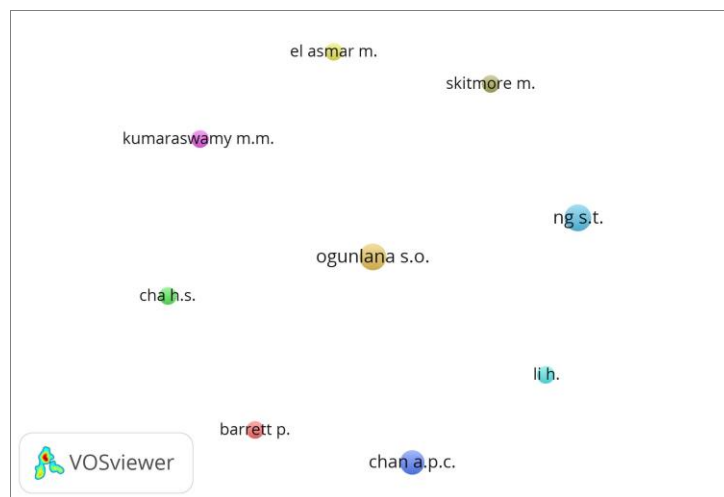 el asmar m.
skitmore m.
kumaraswamy m.m.
ng s.t.
ogunlana s.o.
cha h.s.
li h.
barrett p.
chan a.p.c.
VOSviewer